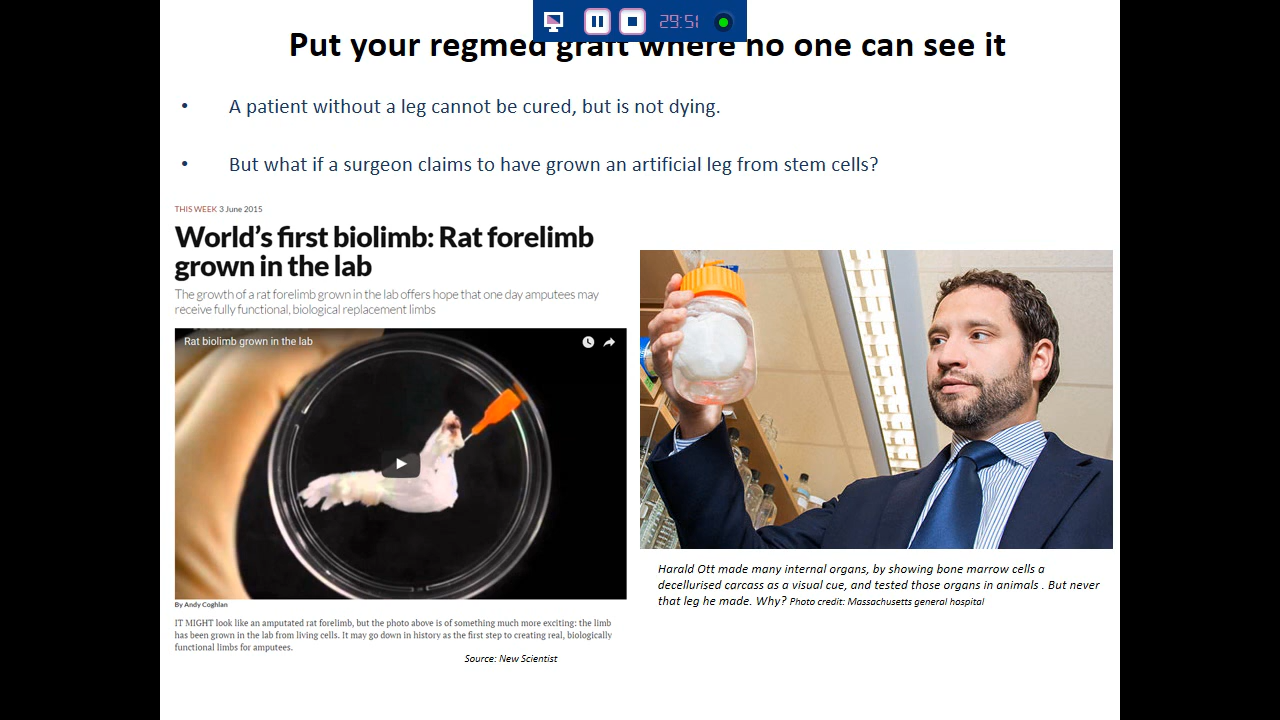 29:51
Put your regmed graft where no one can see it
• A patient without a leg cannot be cured, but is not dying.
• But what if a surgeon claims to have grown an artificial leg from stem cells?
THIS WEEK 3 June 2015
World's first biolimb: Rat forelimb
grown in the lab
The growth of a rat forelimb grown in the lab offers hope that one day amputees may
receive fully functional, biological replacement limbs
Rat biolimb grown in the lab
By Andy Coghlan
IT MIGHT look like an amputated rat forelimb, but the photo above is of something much more exciting: the limb
has been grown in the lab from living cells. It may go down in history as the first step to creating real, biologically
functional limbs for amputees.
Source: New Scientist
Harald Ott made many internal organs, by showing bone marrow cells a
decellurised carcass as a visual cue, and tested those organs in animals . But never
that leg he made. Why? Photo credit: Massachusetts general hospital